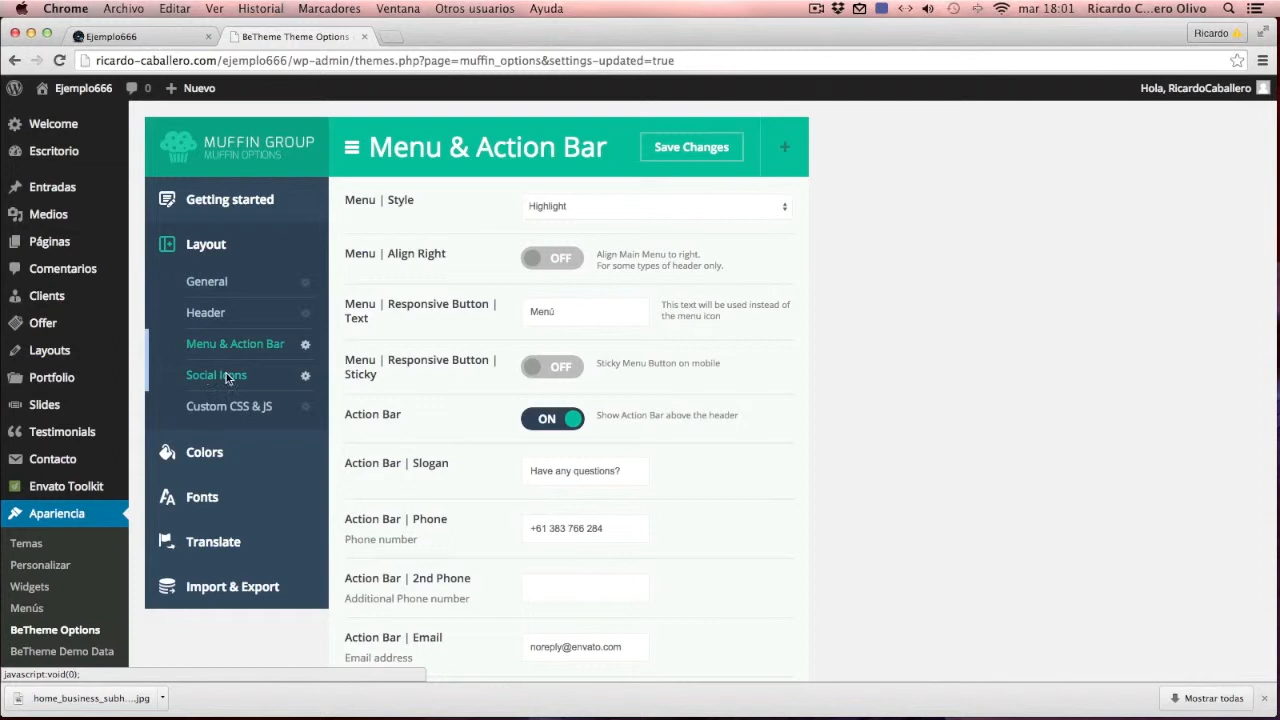 Chrome Archivo Editar Ver Historial Marcadores Ventana Otros usuarios Ayuda mar 18:01 Ricardo C...ero Olivo
Ejemplo666
BeTheme Theme Options
Ricardo
ricardo-caballero.com/ejemplo666/wp-admin/themes.php?page=muffin_options&settings-updated=true
Ejemplo666 0 Nuevo Hola, RicardoCaballero
Welcome
Escritorio
Entradas
Medios
Páginas
Comentarios
Clients
Offer
Layouts
Portfolio
Slides
Testimonials
Contacto
Envato Toolkit
Apariencia
Temas
Personalizar
Widgets
Menús
BeTheme Options
BeTheme Demo Data
MUFFIN GROUP
MUFFIN OPTIONS
Getting started
Layout
General
Header
Menu & Action Bar
Social Icons
Custom CSS & JS
Colors
Fonts
Translate
Import & Export
Menu & Action Bar
Save Changes
+
Menu | Style
Highlight
Menu | Align Right
OFF
Align Main Menu to right.
For some types of header only.
Menu | Responsive Button |
Text
Menú
This text will be used instead of
the menu icon
Menu | Responsive Button |
Sticky
OFF
Sticky Menu Button on mobile
Action Bar
ON
Show Action Bar above the header
Action Bar | Slogan
Have any questions?
Action Bar | Phone
Phone number
+61 383 766 284
Action Bar | 2nd Phone
Additional Phone number
Action Bar | Email
Email address
noreply@envato.com
javascript:void(0);
home_business_subh....jpg
Mostrar todas